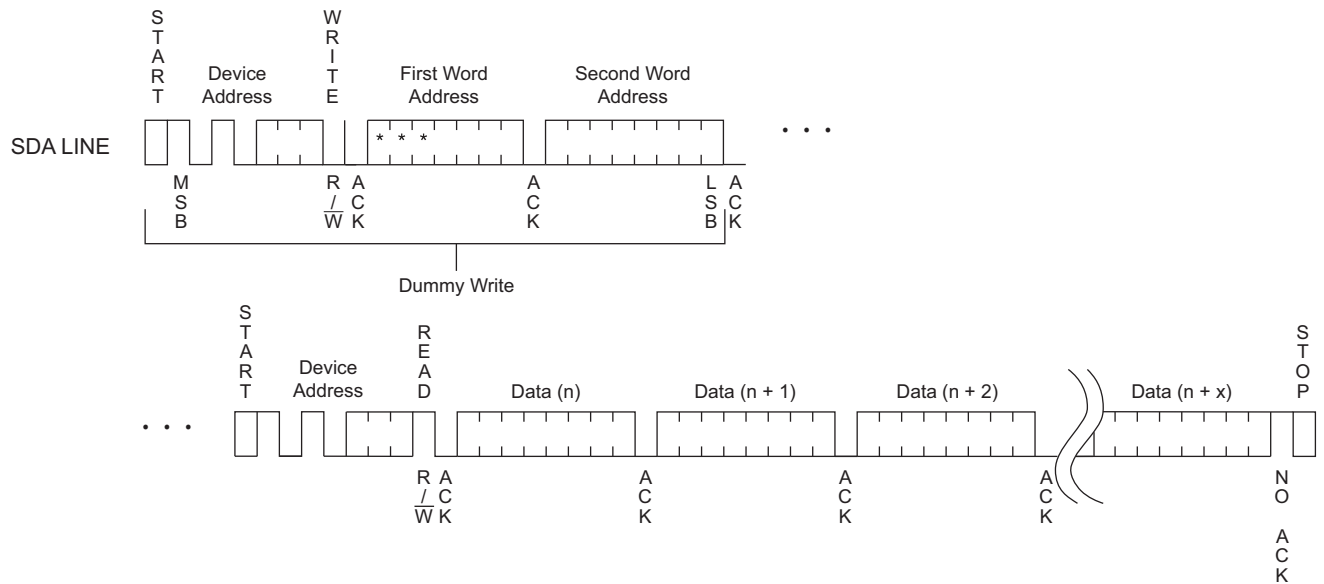 START
WRITE
Device
Address
First Word
Address
Second Word
Address
SDA LINE
* * *
. . .
MSB
R/W
ACK
ACK
LSB
ACK
Dummy Write
START
READ
STOP
Device
Address
Data (n)
Data (n + 1)
Data (n + 2)
Data (n + x)
. . .
R/W
ACK
ACK
ACK
ACK
NO ACK